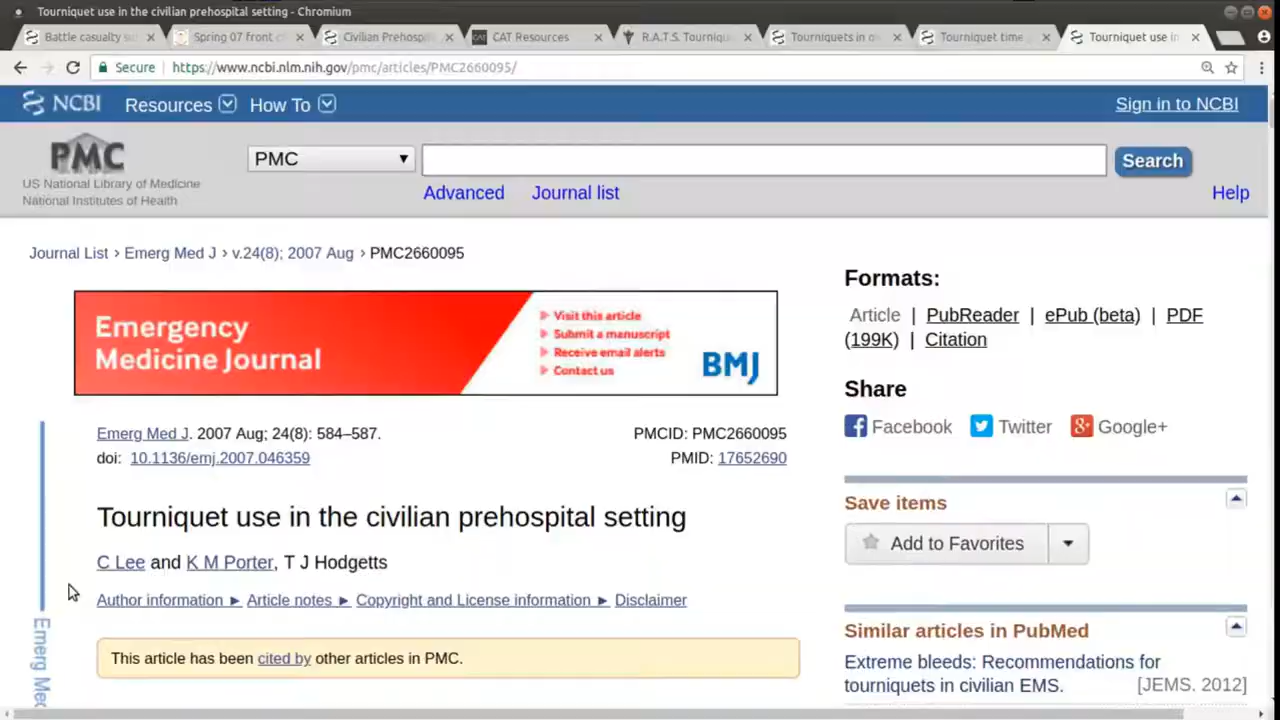 Tourniquet use in the civilian prehospital setting - Chromium
Battle casualty su
Spring 07 front c
Civilian Prehospi
CAT Resources
R.A.T.S. Tourniqu
Tourniquets in o
Tourniquet time
Tourniquet use in
Secure https://www.ncbi.nlm.nih.gov/pmc/articles/PMC2660095/
NCBI Resources How To Sign in to NCBI
PMC
US National Library of Medicine
National Institutes of Health
PMC Search
Advanced Journal list Help
Journal List › Emerg Med J › v.24(8); 2007 Aug › PMC2660095
Emergency
Medicine Journal
Visit this article
Submit a manuscript
Receive email alerts
Contact us
BMJ
Emerg Med J. 2007 Aug; 24(8): 584–587. PMCID: PMC2660095
doi: 10.1136/emj.2007.046359 PMID: 17652690
Tourniquet use in the civilian prehospital setting
C Lee and K M Porter, T J Hodgetts
Author information ► Article notes ► Copyright and License information ► Disclaimer
This article has been cited by other articles in PMC.
Emerg Med
Formats:
Article | PubReader | ePub (beta) | PDF
(199K) | Citation
Share
Facebook Twitter Google+
Save items
Add to Favorites
Similar articles in PubMed
Extreme bleeds: Recommendations for
tourniquets in civilian EMS. [JEMS. 2012]